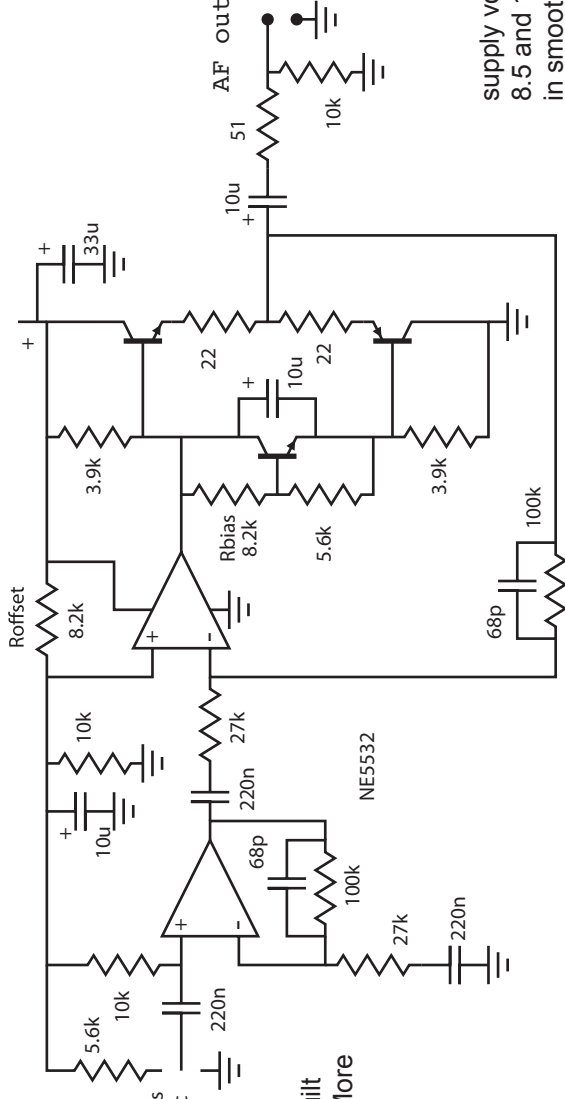 Roffset
8.2k
+
+
33u
AF out
5.6k
10k
+
10u
10k
3.9k
22
+
10u
51
10k
220n
+
-
68p
100k
27k
220n
220n
27k
NE5532
+
-
Rbias
8.2k
5.6k
+
10u
22
3.9k
68p
100k
supply vo
8.5 and
in smoot
ilt
More
s